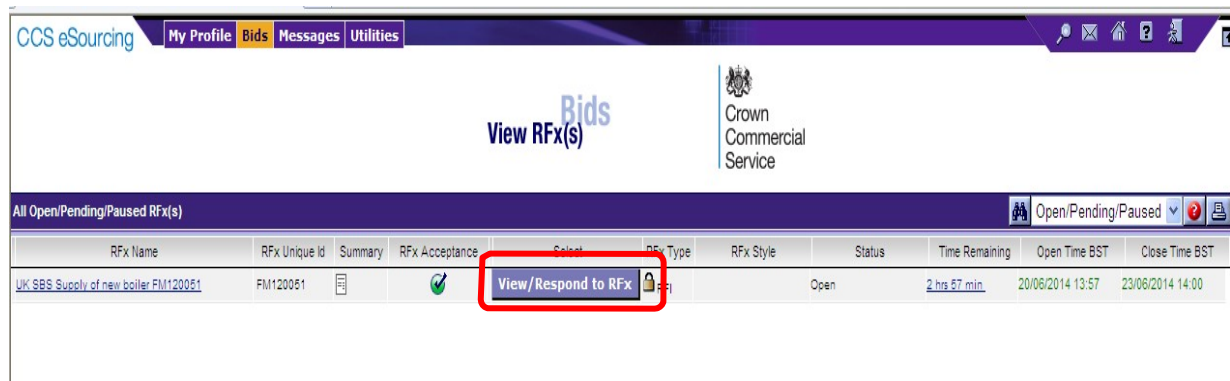 CCS eSourcing My Profile Bids Messages Utilities
Bids
View RFx(s)
Crown
Commercial
Service
All Open/Pending/Paused RFx(s) Open/Pending/Paused
RFx Name RFx Unique Id Summary RFx Acceptance Select RFx Type RFx Style Status Time Remaining Open Time BST Close Time BST
UK SBS Supply of new boiler FM120051 FM120051 View/Respond to RFx Open 2 hrs 57 min 20/06/2014 13:57 23/06/2014 14:00